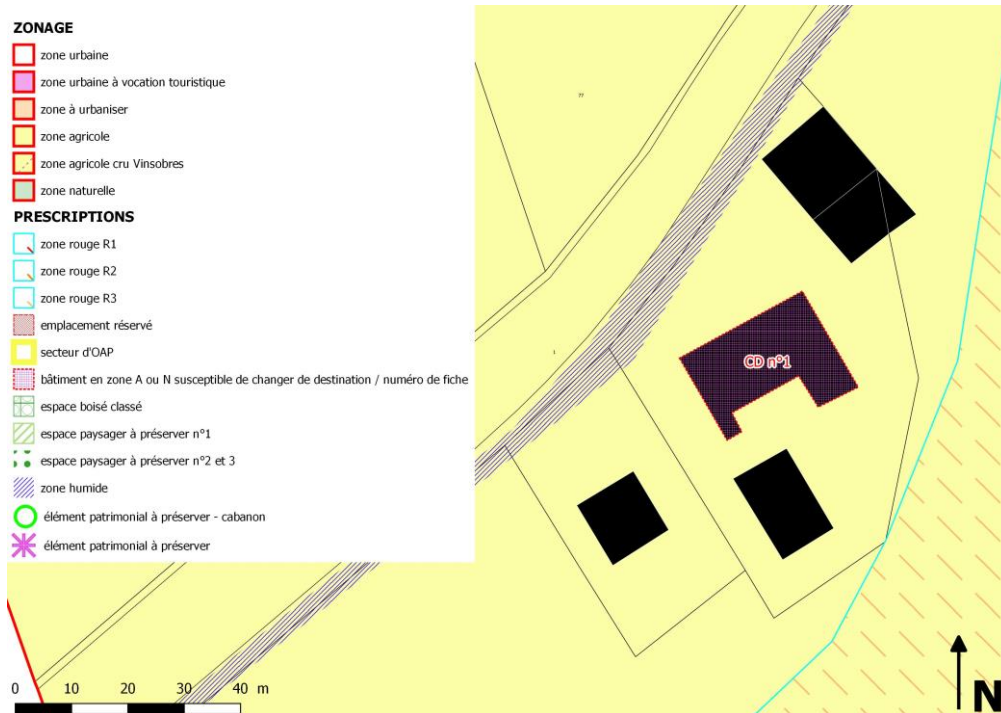 ZONAGE
zone urbaine
zone urbaine à vocation touristique
zone à urbaniser
zone agricole
zone agricole cru Vinsobres
zone naturelle
PRESCRIPTIONS
zone rouge R1
zone rouge R2
zone rouge R3
emplacement réservé
secteur d'OAP
bâtiment en zone A ou N susceptible de changer de destination / numéro de fiche
espace boisé classé
espace paysager à préserver n°1
espace paysager à préserver n°2 et 3
zone humide
élément patrimonial à préserver - cabanon
élément patrimonial à préserver
CD n°1
0 10 20 30 40 m
N